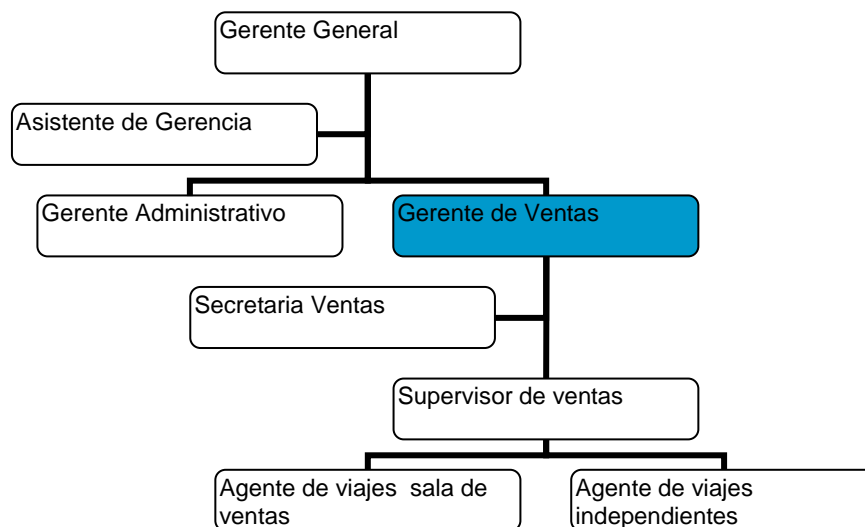 Gerente General
Asistente de Gerencia
Gerente Administrativo
Gerente de Ventas
Secretaria Ventas
Supervisor de ventas
Agente de viajes sala de
ventas
Agente de viajes
independientes